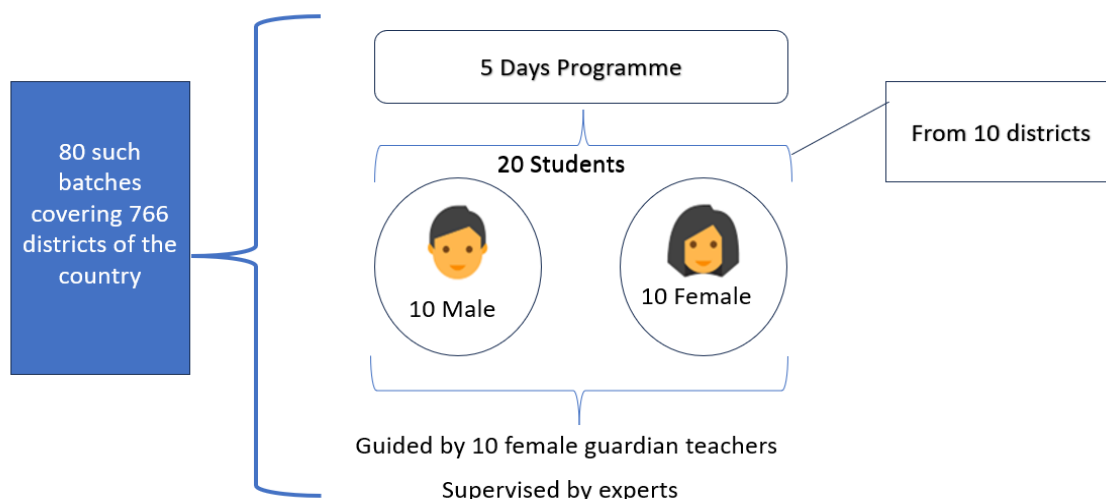 80 such
batches
covering 766
districts of the
country
5 Days Programme
From 10 districts
20 Students
10 Male
10 Female
Guided by 10 female guardian teachers
Supervised by experts